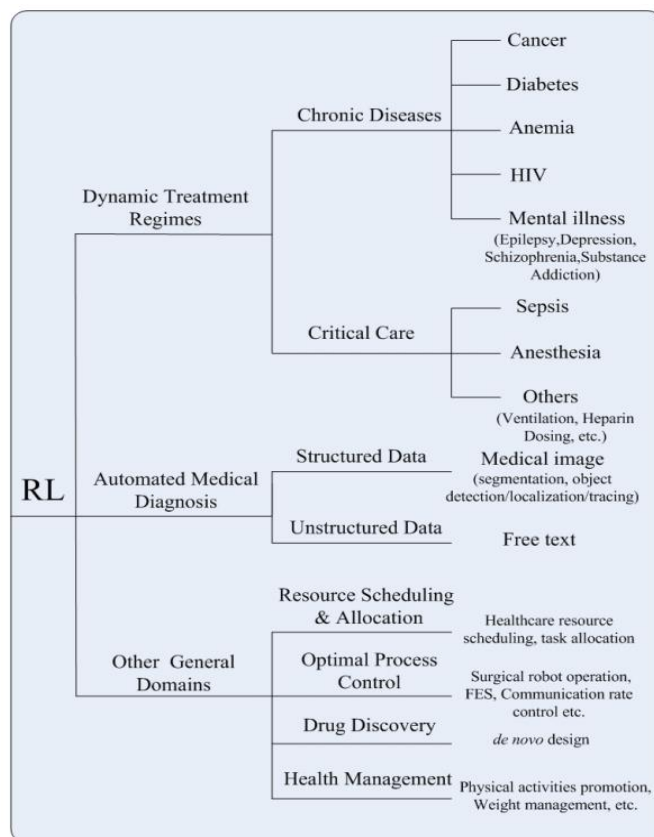 RL
Dynamic Treatment
Regimes
Chronic Diseases
Cancer
Diabetes
Anemia
HIV
Mental illness
(Epilepsy,Depression,
Schizophrenia,Substance
Addiction)
Critical Care
Sepsis
Anesthesia
Others
(Ventilation, Heparin
Dosing, etc.)
Automated Medical
Diagnosis
Structured Data
Medical image
(segmentation, object
detection/localization/tracing)
Unstructured Data
Free text
Other General
Domains
Resource Scheduling
& Allocation
Healthcare resource
scheduling, task allocation
Optimal Process
Control
Surgical robot operation,
FES, Communication rate
control etc.
Drug Discovery
de novo design
Health Management
Physical activities promotion,
Weight management, etc.